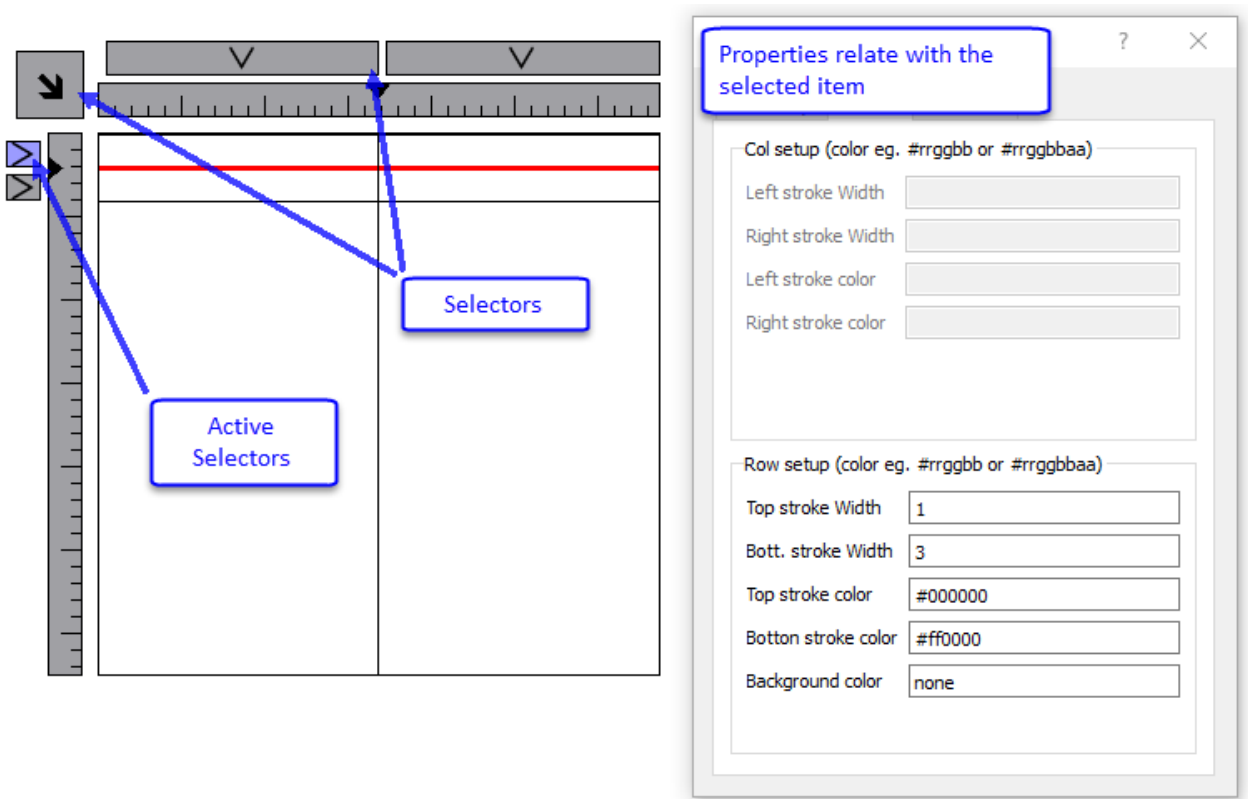 Properties relate with the
selected item
?
Col setup (color eg. #rrggbb or #rrggbbaa)
Left stroke Width
Right stroke Width
Left stroke color
Right stroke color
Selectors
Active
Selectors
Row setup (color eg. #rrggbb or #rrggbbaa)
Top stroke Width 1
Bott. stroke Width 3
Top stroke color #000000
Botton stroke color #ff0000
Background color none